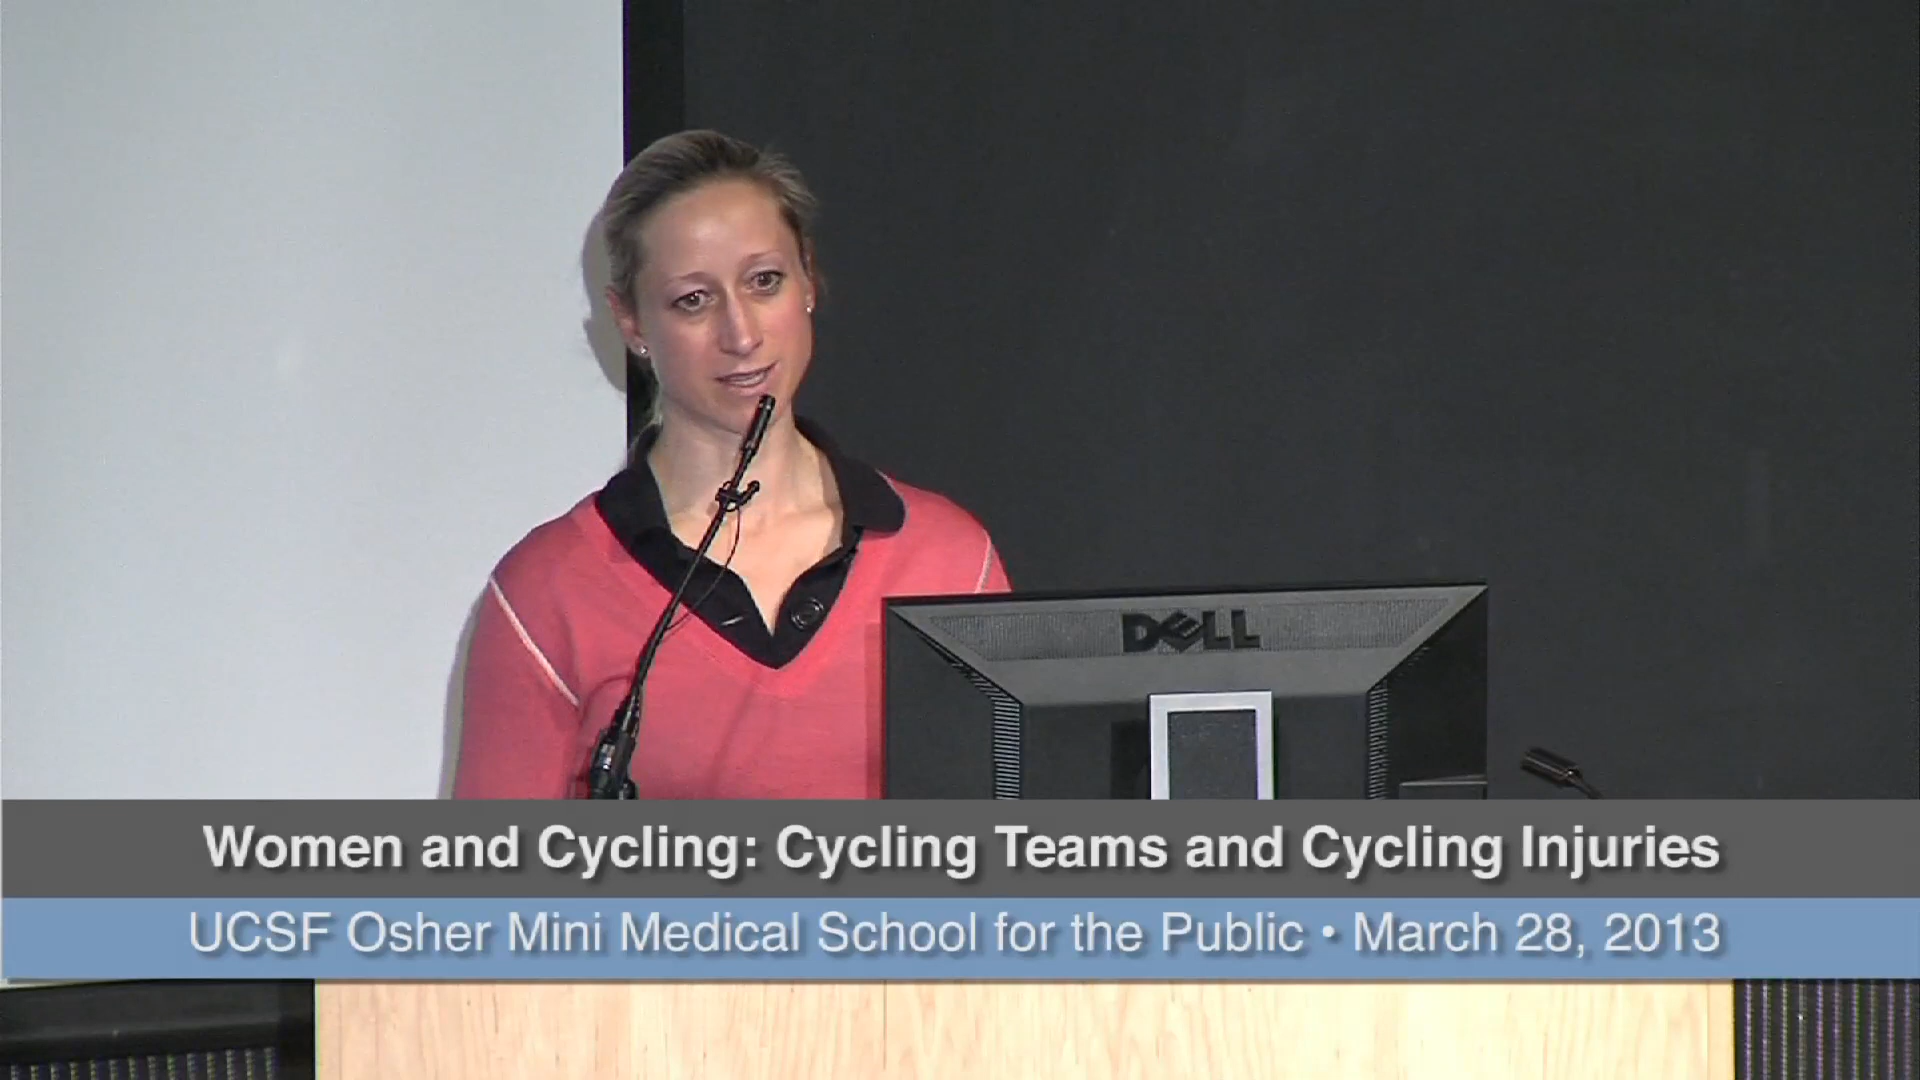 DELL
Women and Cycling: Cycling Teams and Cycling Injuries
UCSF Osher Mini Medical School for the Public • March 28, 2013